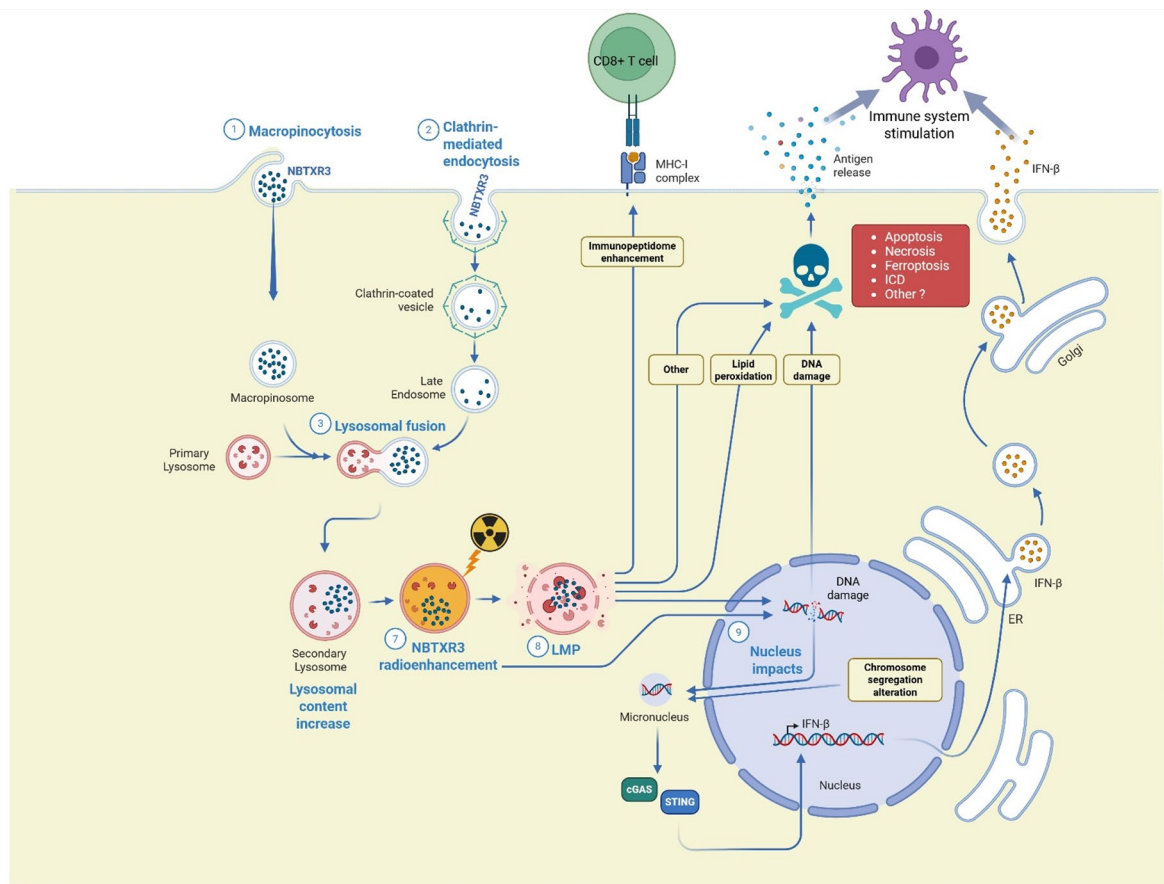 CD8+ T cell
Immune system
stimulation
1 Macropinocytosis
NBTXR3
2 Clathrin-
mediated
endocytosis
NBTXR3
MHC-I
complex
Antigen
release
IFN-β
Immunopeptidome
enhancement
• Apoptosis
• Necrosis
• Ferroptosis
• ICD
• Other ?
Clathrin-coated
vesicle
Golgi
Other
Lipid
peroxidation
DNA
damage
Macropinosome
Late
Endosome
3 Lysosomal fusion
Primary
Lysosome
IFN-β
ER
DNA
damage
Secondary
Lysosome
Lysosomal
content
increase
7 NBTXR3
radioenhancement
8 LMP
9 Nucleus
impacts
Chromosome
segregation
alteration
Micronucleus
IFN-β
Nucleus
cGAS
STING